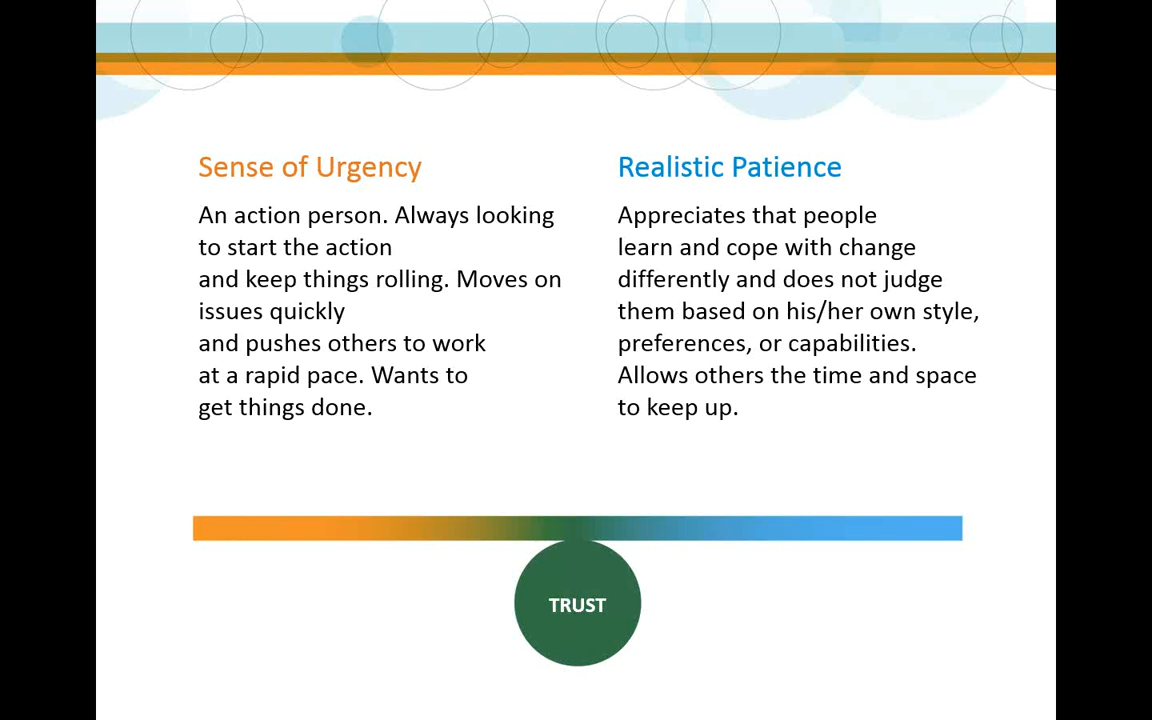 Sense of Urgency
An action person. Always looking
to start the action
and keep things rolling. Moves on
issues quickly
and pushes others to work
at a rapid pace. Wants to
get things done.
Realistic Patience
Appreciates that people
learn and cope with change
differently and does not judge
them based on his/her own style,
preferences, or capabilities.
Allows others the time and space
to keep up.
TRUST